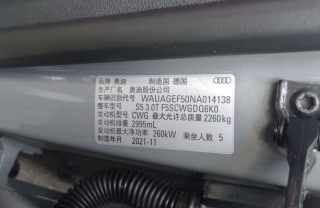 品牌 奥迪 制造国 德国
生产厂名 奥迪股份公司
车辆识别代号 WAUAGEF50NA014138
整车型号 S5 3.0T F5SCWGDQ6K0
发动机型号 CWG 最大允许总质量 2260kg
发动机排量 2995mL
发动机最大净功率 260kW 乘坐人数 5
制造年月 2021-11